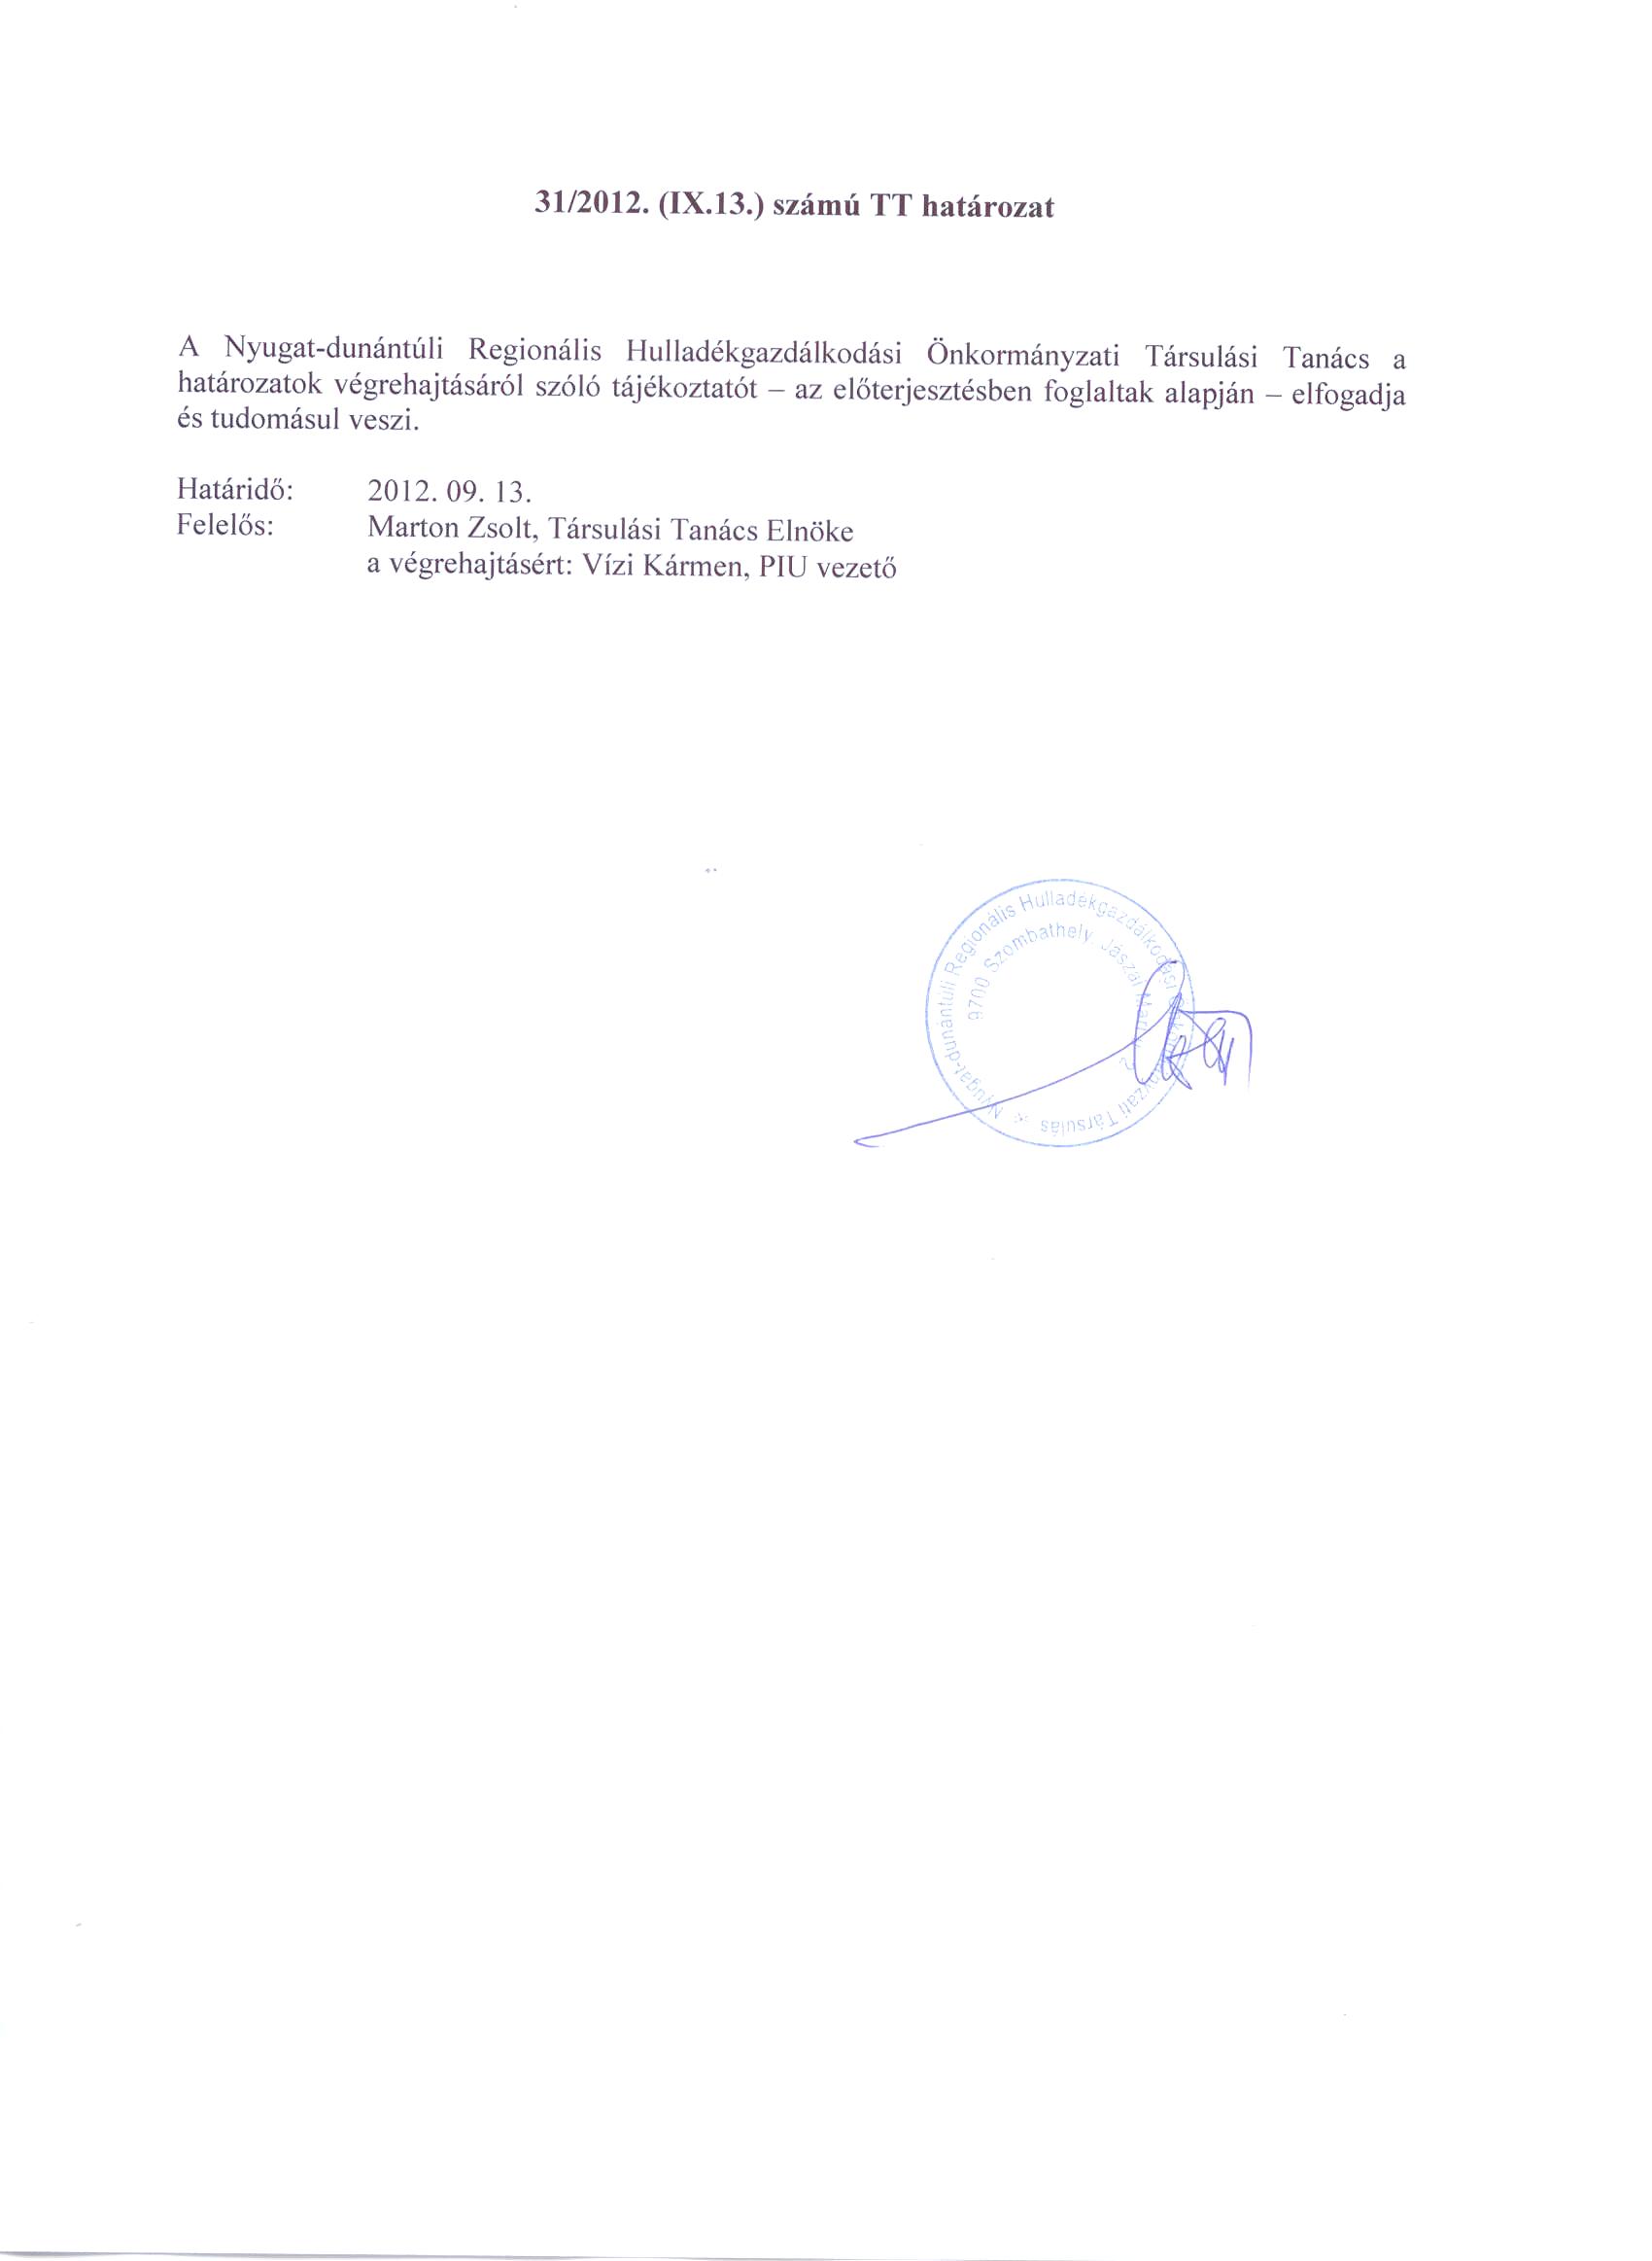 31/2012. (IX.13.) számú TT határozat
A Nyugat-dunántúli Regionális Hulladékgazdálkodási Önkormányzati Társulási Tanács a
határozatok végrehajtásáról szóló tájékoztatót – az előterjesztésben foglaltak alapján – elfogadja
és tudomásul veszi.
Határidő: 2012. 09. 13.
Felelős: Marton Zsolt, Társulási Tanács Elnöke
a végrehajtásért: Vízi Kármen, PIU vezető
Nyugat-dunántúli Regionális Hulladékgazdálkodási Önkormányzati Társulás *
9700 Szombathely Jászai Mari